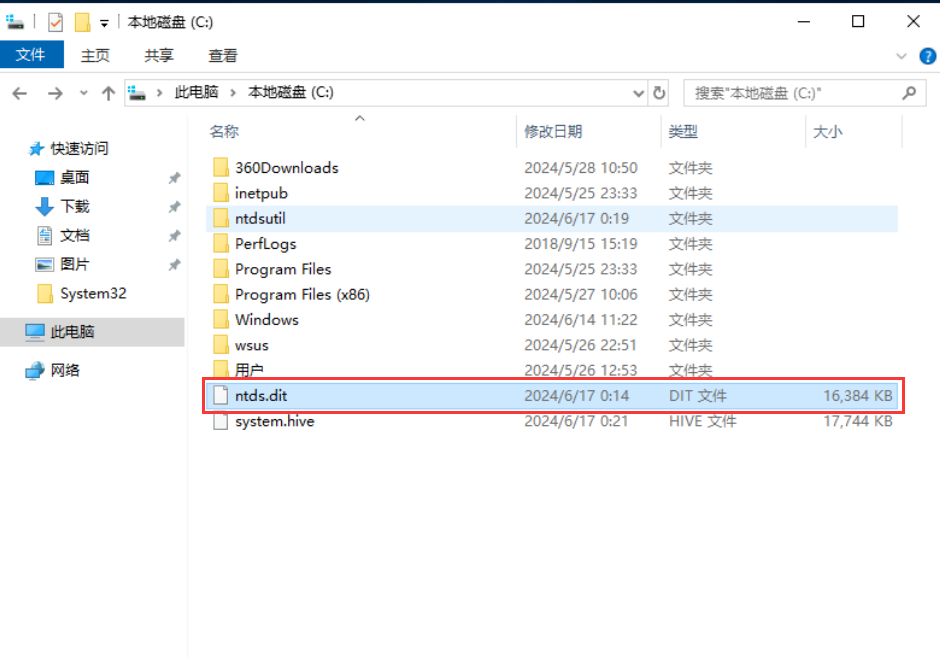 本地磁盘 (C:)
文件 主页 共享 查看
此电脑 本地磁盘 (C:) 搜索"本地磁盘 (C:)"
快速访问
桌面
下载
文档
图片
System32
此电脑
网络
名称 修改日期 类型 大小
360Downloads 2024/5/28 10:50 文件夹
inetpub 2024/5/25 23:33 文件夹
ntdsutil 2024/6/17 0:19 文件夹
PerfLogs 2018/9/15 15:19 文件夹
Program Files 2024/5/25 23:33 文件夹
Program Files (x86) 2024/5/27 10:06 文件夹
Windows 2024/6/14 11:22 文件夹
wsus 2024/5/26 22:51 文件夹
用户 2024/5/26 12:53 文件夹
ntds.dit 2024/6/17 0:14 DIT 文件 16,384 KB
system.hive 2024/6/17 0:21 HIVE 文件 17,744 KB